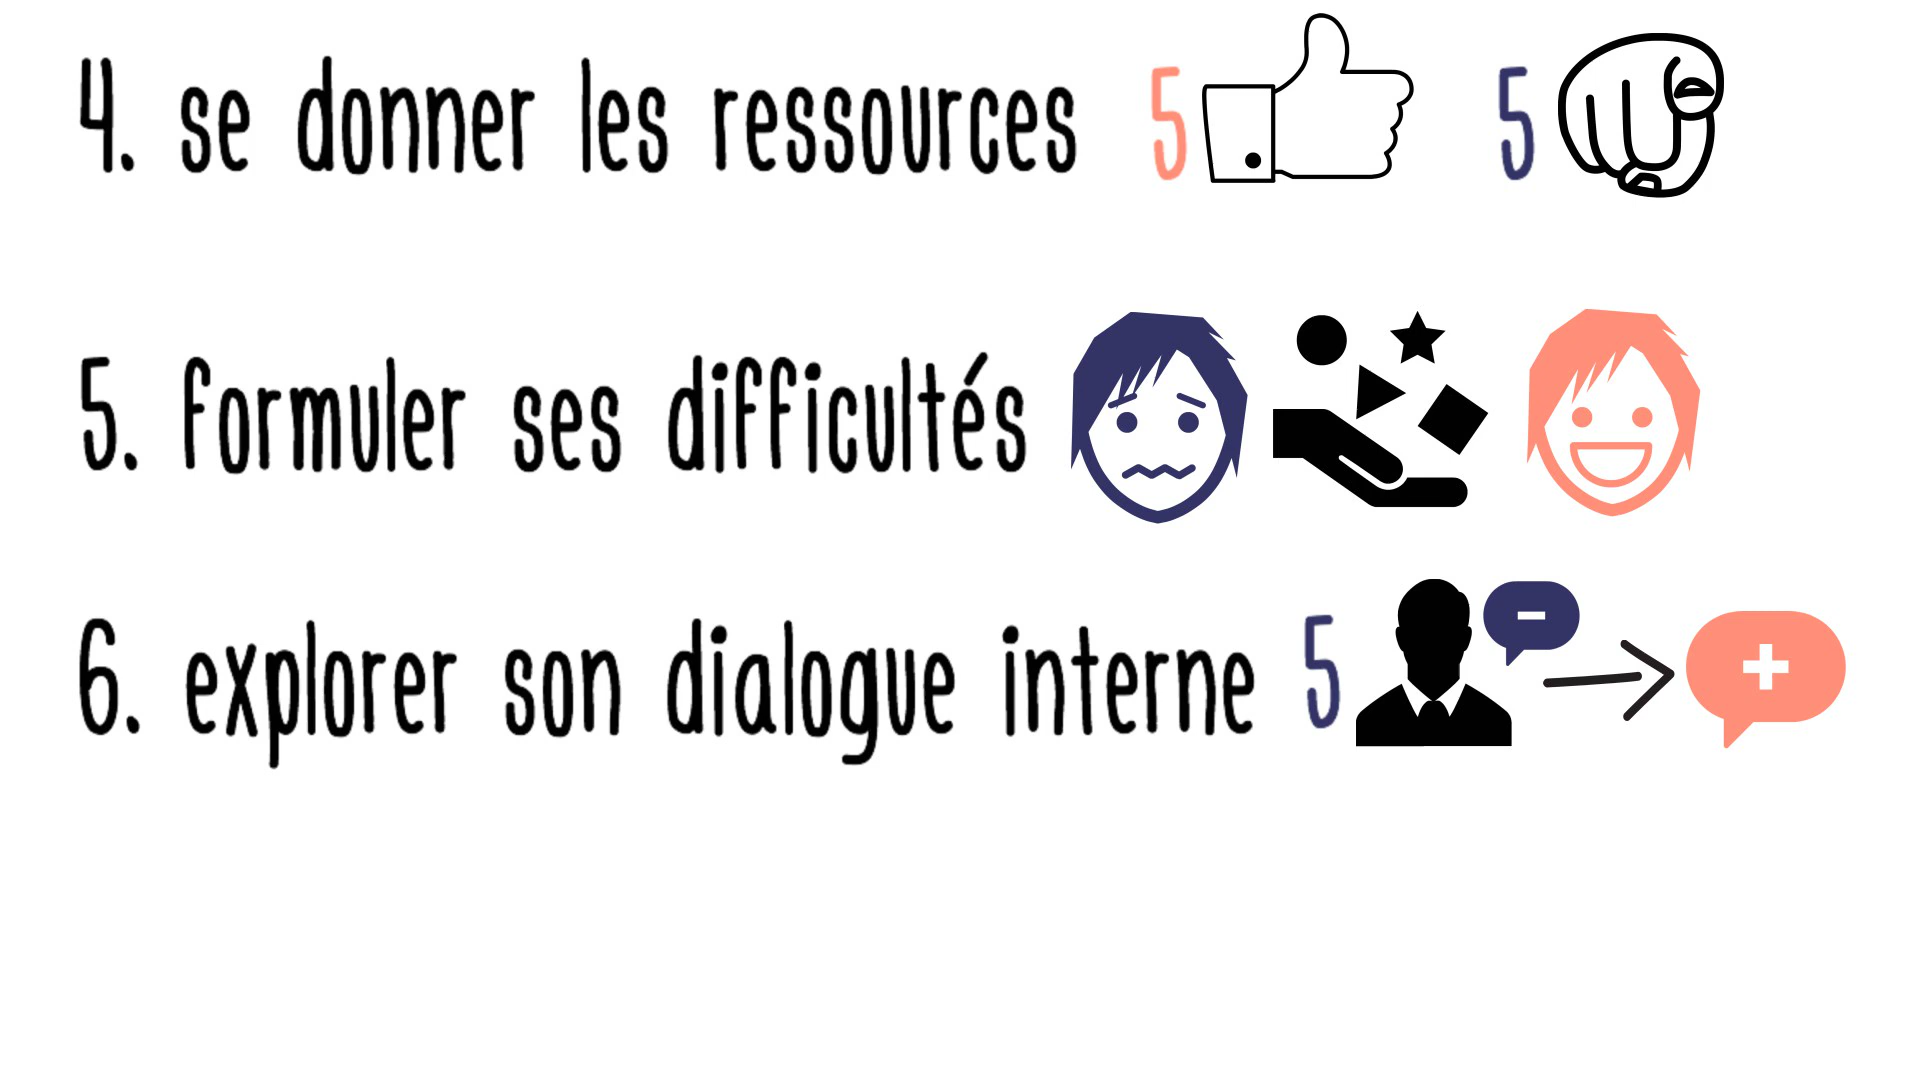 4. se donner les ressources 5 5
5. formuler ses difficultés
6. explorer son dialogue interne 5 - +